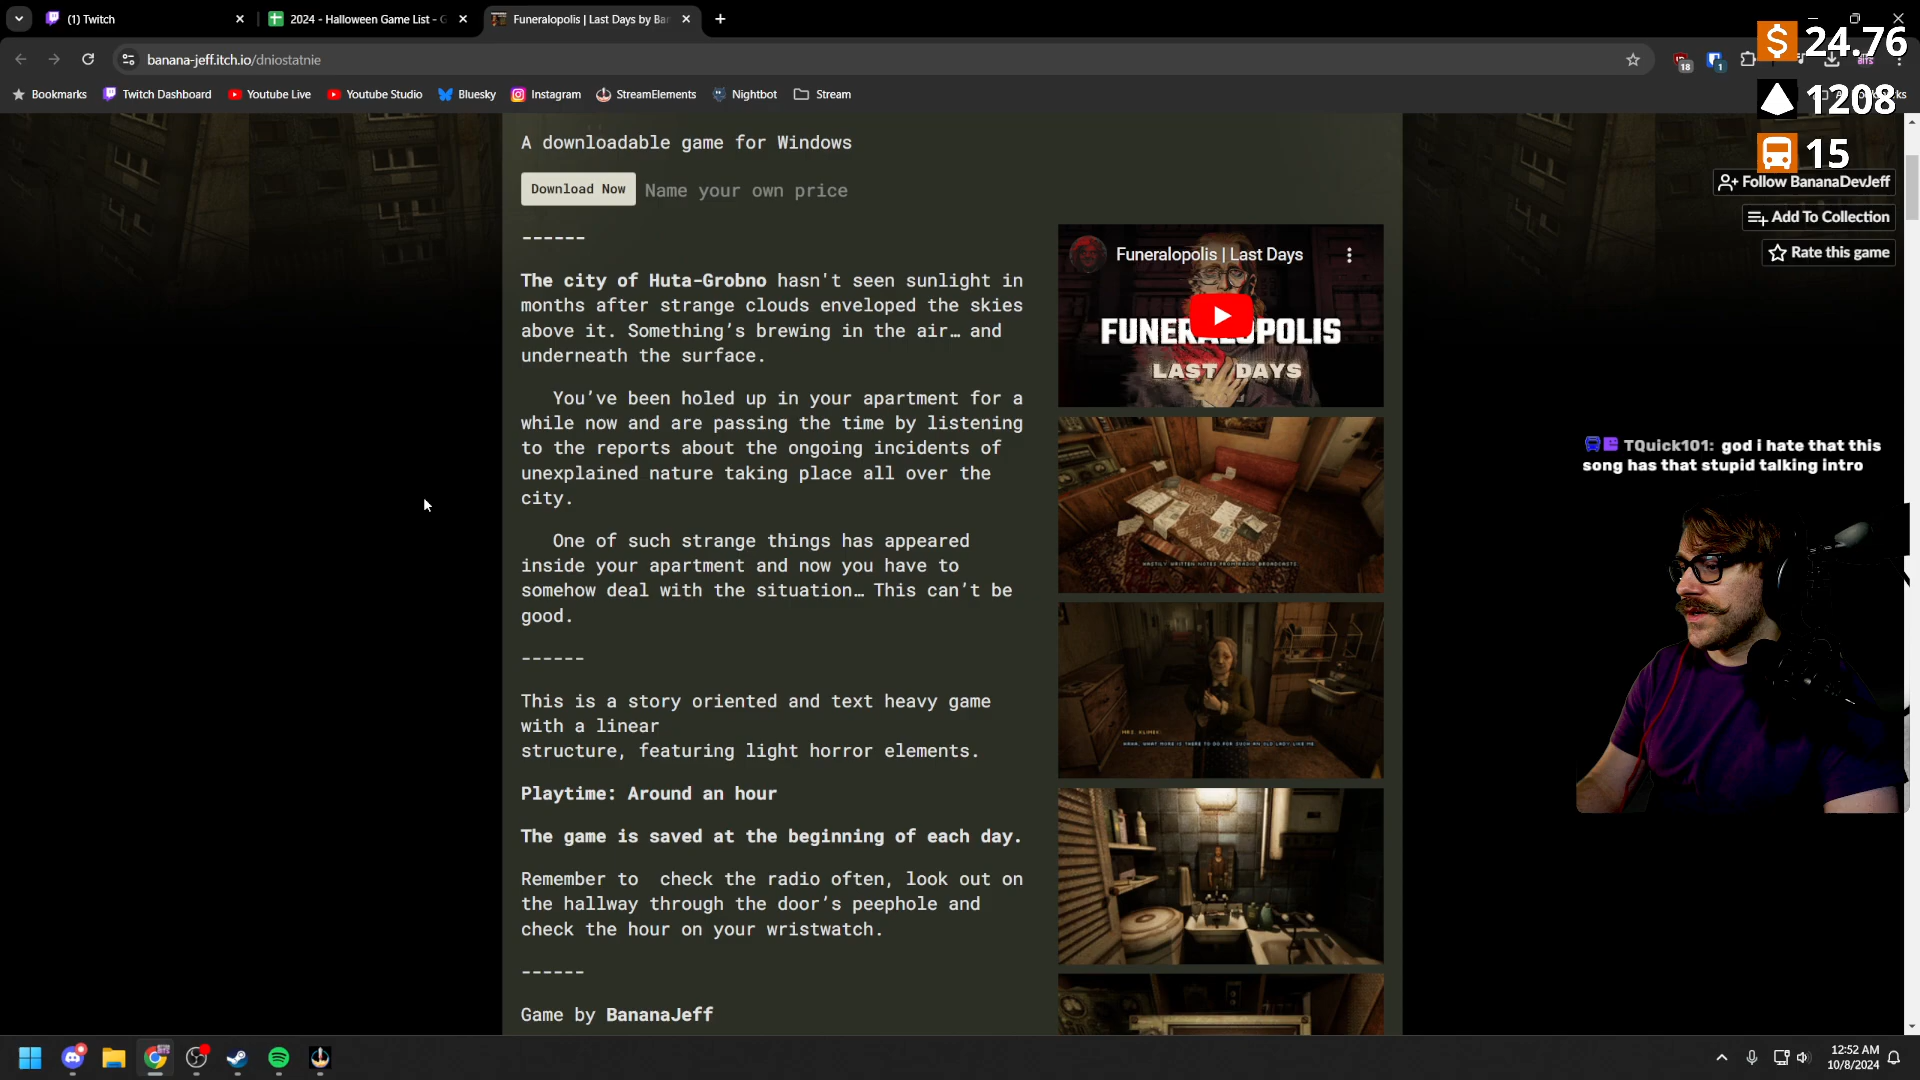 (1) Twitch
2024 - Halloween Game List - G
Funeralopolis | Last Days by Ba
banana-jeff.itch.io/dniostatnie
Bookmarks
Twitch Dashboard
Youtube Live
Youtube Studio
Bluesky
Instagram
StreamElements
Nightbot
Stream
18
1
$ 24.76
1208
15
Follow BananaDevJeff
Add To Collection
Rate this game
A downloadable game for Windows
Download Now
Name your own price
------
The city of Huta-Grobno hasn't seen sunlight in
months after strange clouds enveloped the skies
above it. Something's brewing in the air… and
underneath the surface.
You've been holed up in your apartment for a
while now and are passing the time by listening
to the reports about the ongoing incidents of
unexplained nature taking place all over the
city.
One of such strange things has appeared
inside your apartment and now you have to
somehow deal with the situation… This can't be
good.
------
This is a story oriented and text heavy game
with a linear
structure, featuring light horror elements.
Playtime: Around an hour
The game is saved at the beginning of each day.
Remember to  check the radio often, look out on
the hallway through the door's peephole and
check the hour on your wristwatch.
------
Game by BananaJeff
Funeralopolis | Last Days
FUNERALOPOLIS
LAST DAYS
HASTILY WRITTEN NOTES FROM RADIO BROADCASTS
MRS. KLIMEK:
TQuick101: god i hate that this
song has that stupid talking intro
12:52 AM
10/8/2024